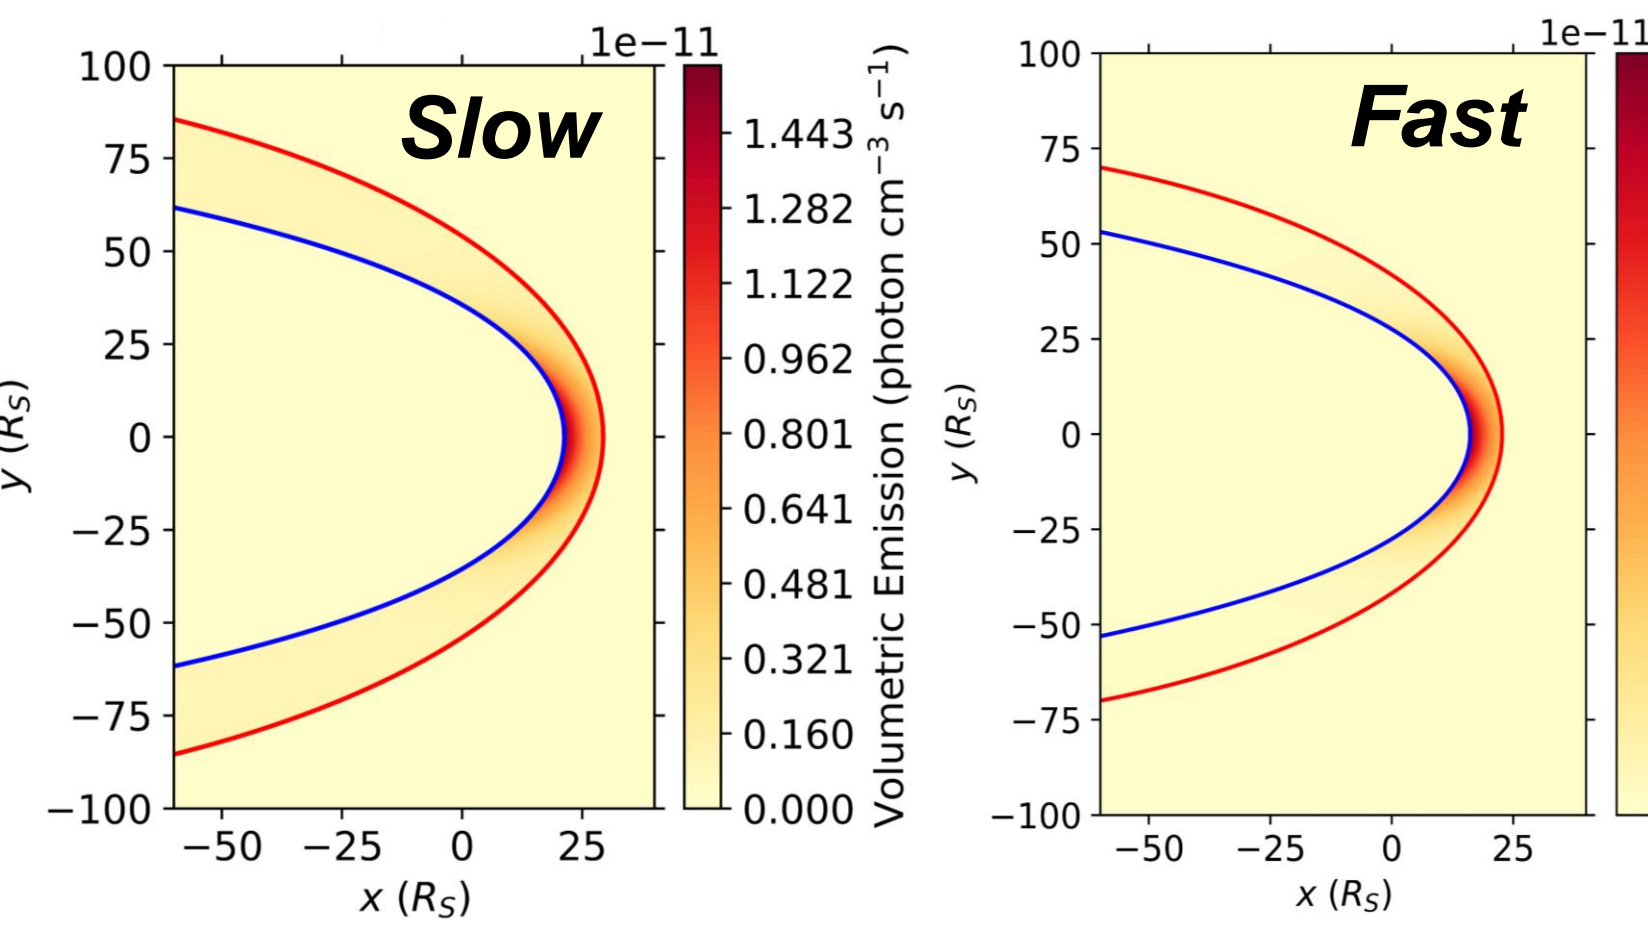 1e−11
Slow
100
75
50
25
0
−25
−50
−75
−100
y (R_S)
−50 −25 0 25
x (R_S)
1.443
1.282
1.122
0.962
0.801
0.641
0.481
0.321
0.160
0.000
Volumetric Emission (photon cm⁻³ s⁻¹)
1e−11
Fast
100
75
50
25
0
−25
−50
−75
−100
y (R_S)
−50 −25 0 25
x (R_S)